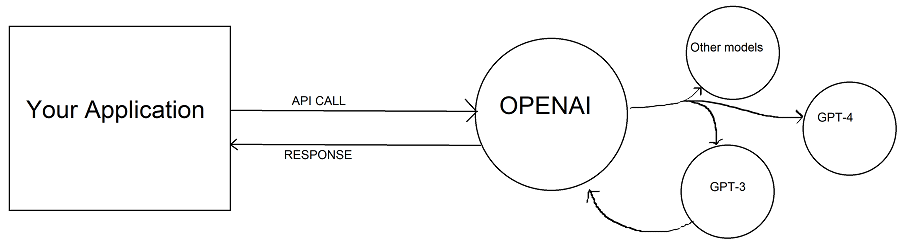 Your Application
API CALL
RESPONSE
OPENAI
Other models
GPT-4
GPT-3